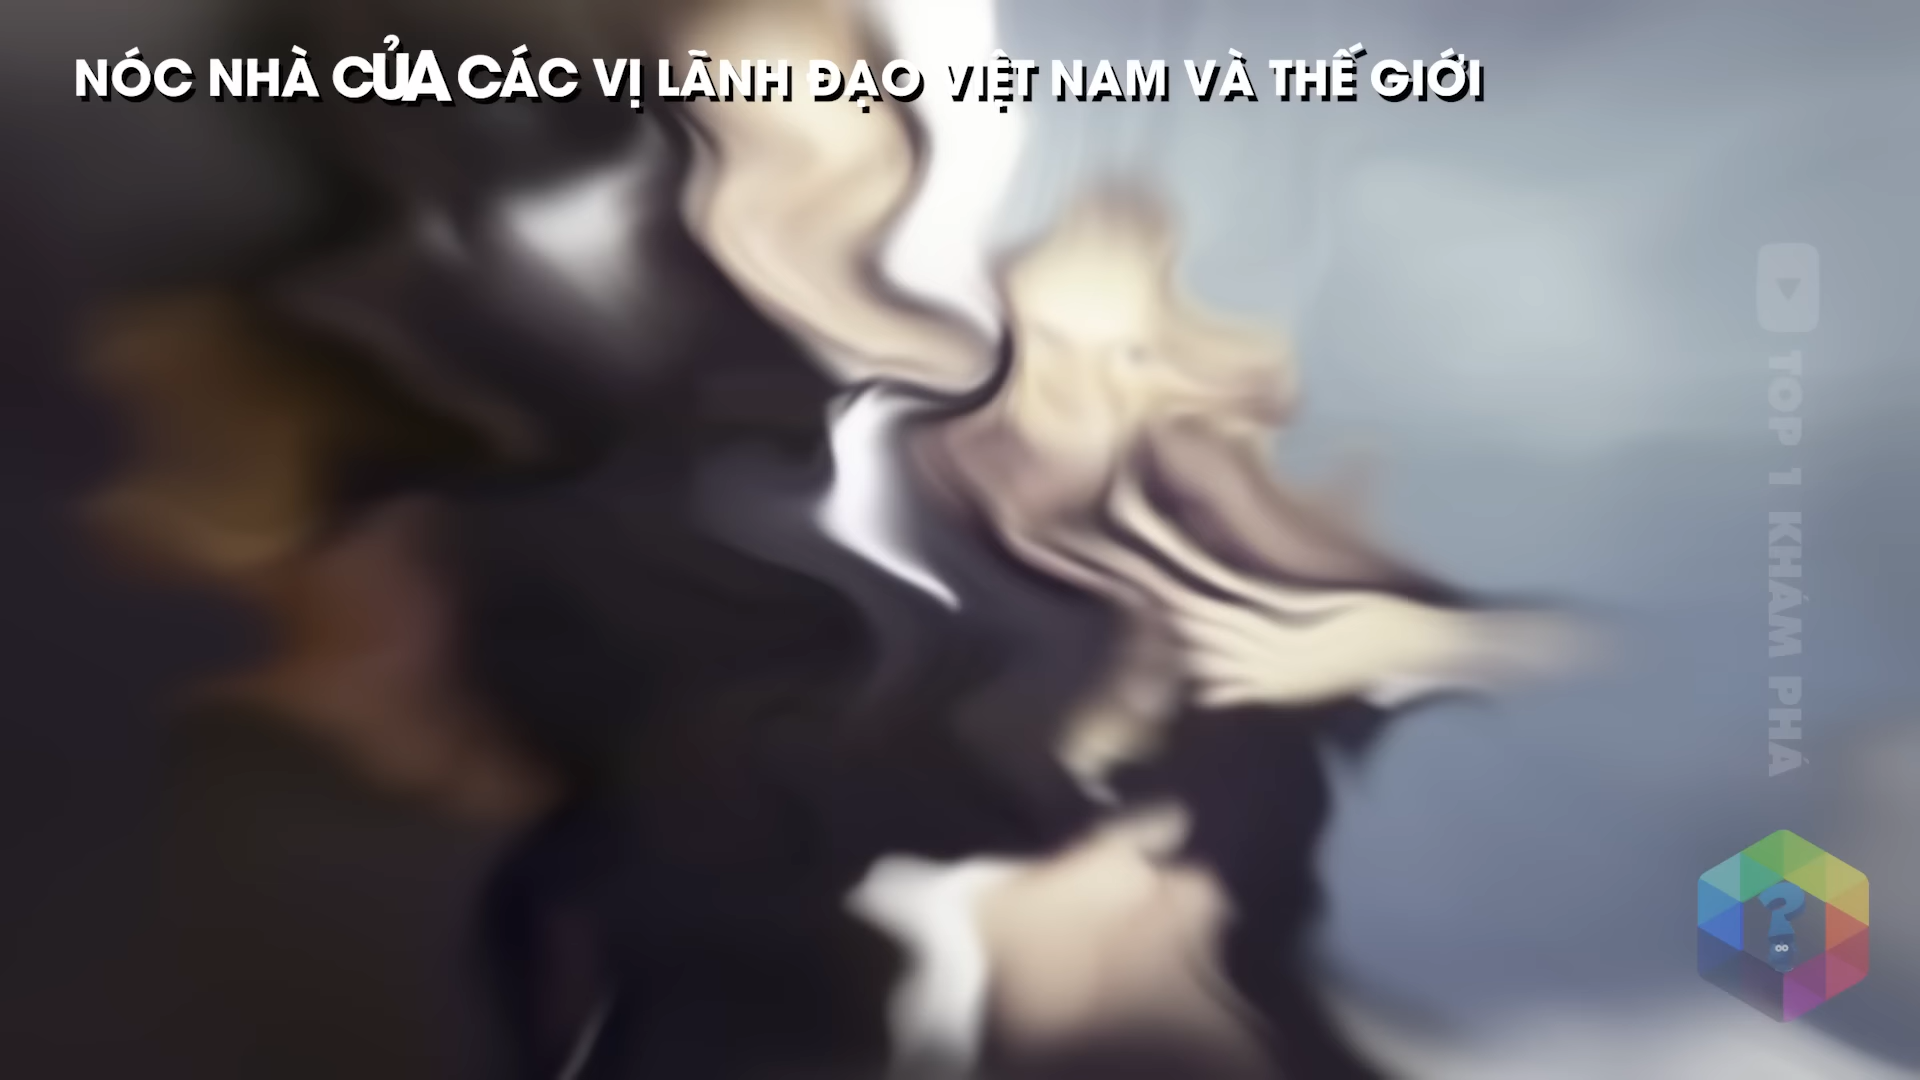 NÓC NHÀ CỦA CÁC VỊ LÃNH ĐẠO VIỆT NAM VÀ THẾ GIỚI
TOP 1 KHÁM PHÁ
?